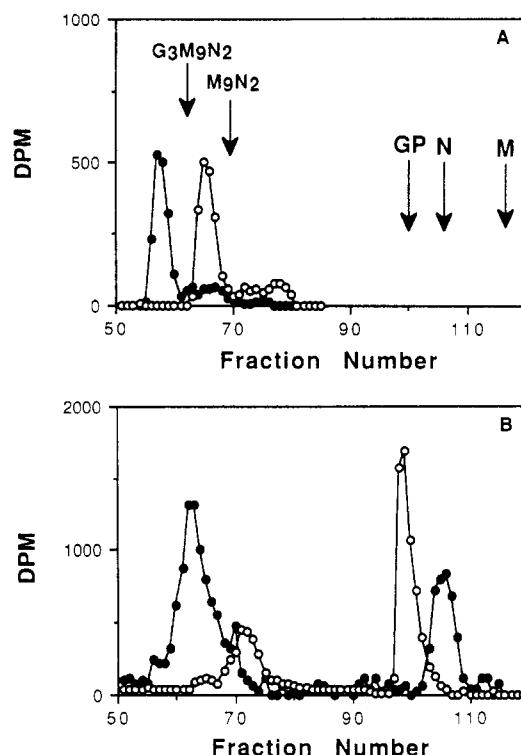 1000
A
G3M9N2
M9N2
GP
N
M
DPM
500
0
50
70
90
110
Fraction Number
2000
B
DPM
1000
0
50
70
90
110
Fraction Number